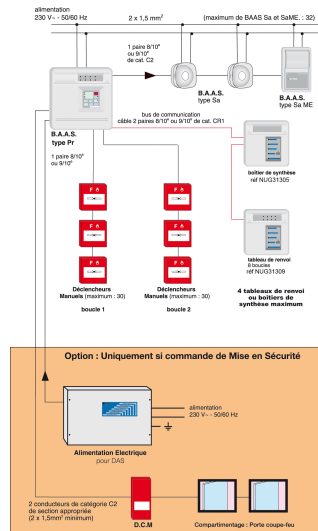 alimentation
230 V~ - 50/60 Hz
2 x 1,5 mm²
(maximum de BAAS Sa et SaME. : 32)
1 paire 8/10°
ou 9/10°
de cat. C2
B.A.A.S.
type Sa
B.A.A.S.
type Sa ME
B.A.A.S.
type Pr
bus de communication
câble 2 paires 8/10° ou 9/10° de cat. CR1
1 paire 8/10°
ou 9/10°
boîtier de synthèse
réf NUG31305
Déclencheurs
Manuels (maximum : 30)
boucle 1
Déclencheurs
Manuels (maximum : 30)
boucle 2
tableau de renvoi
8 boucles
réf NUG31309
4 tableaux de renvoi
ou boîtiers de
synthèse maximum
Option : Uniquement si commande de Mise en Sécurité
alimentation
230 V~ - 50/60 Hz
Alimentation Electrique
pour DAS
2 conducteurs de catégorie C2
de section appropriée
(2 x 1,5mm² minimum)
D.C.M
Compartimentage : Porte coupe-feu